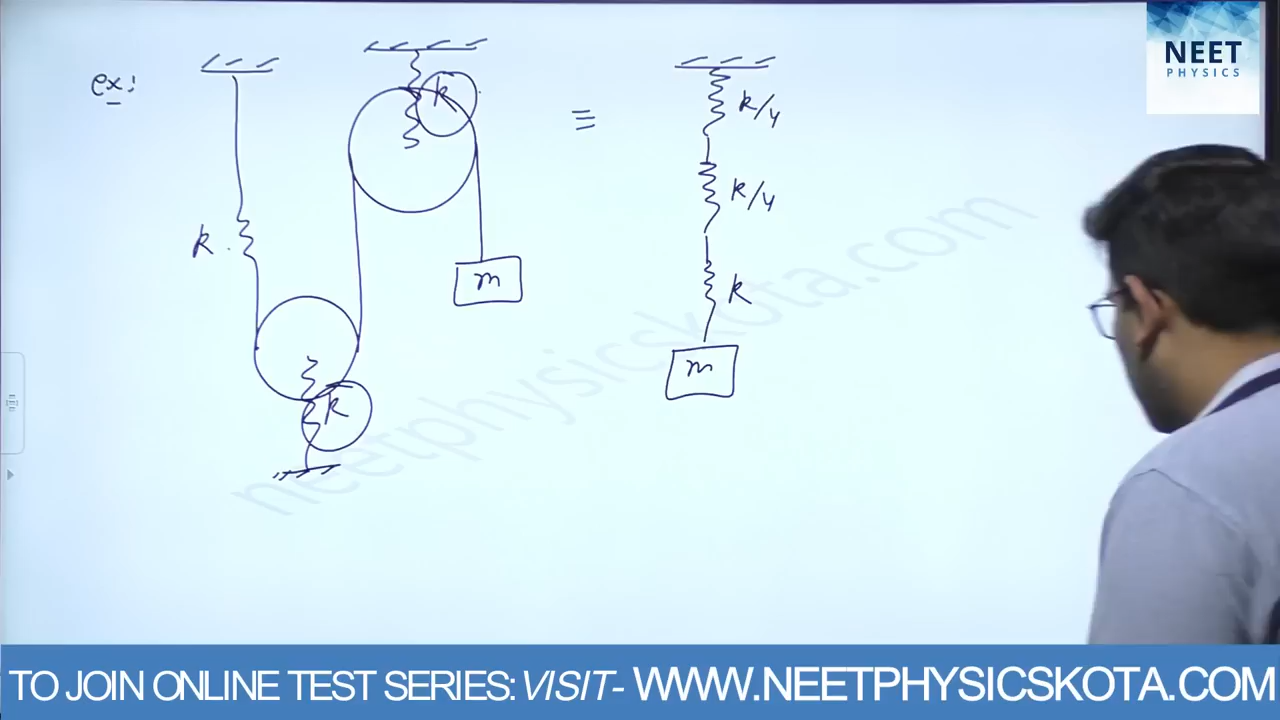 NEET
PHYSICS
ex:
k
≡
k/4
k/4
k
m
k
m
k
neetphysicskota.com
TO JOIN ONLINE TEST SERIES: VISIT- WWW.NEETPHYSICSKOTA.COM